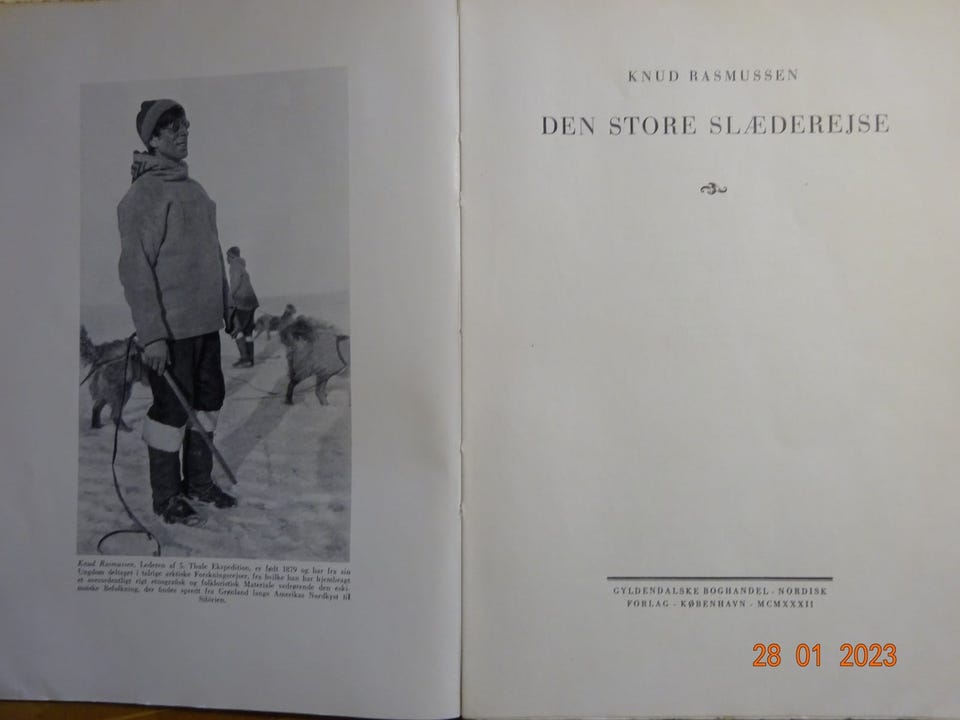 Knud Rasmussen, Lederen af 5. Thule Ekspedition, er født 1879 og har fra sin
Ungdom deltaget i talrige arktiske Forskningsrejser, fra hvilke han har hjembragt
et overordentligt rigt etnografisk og folkloristisk Materiale vedrørende den eski-
moiske Befolkning, der findes spredt fra Grønland langs Amerikas Nordkyst til
Sibirien.
KNUD RASMUSSEN
DEN STORE SLÆDEREJSE
GYLDENDALSKE BOGHANDEL - NORDISK
FORLAG - KØBENHAVN - MCMXXXII
28 01 2023